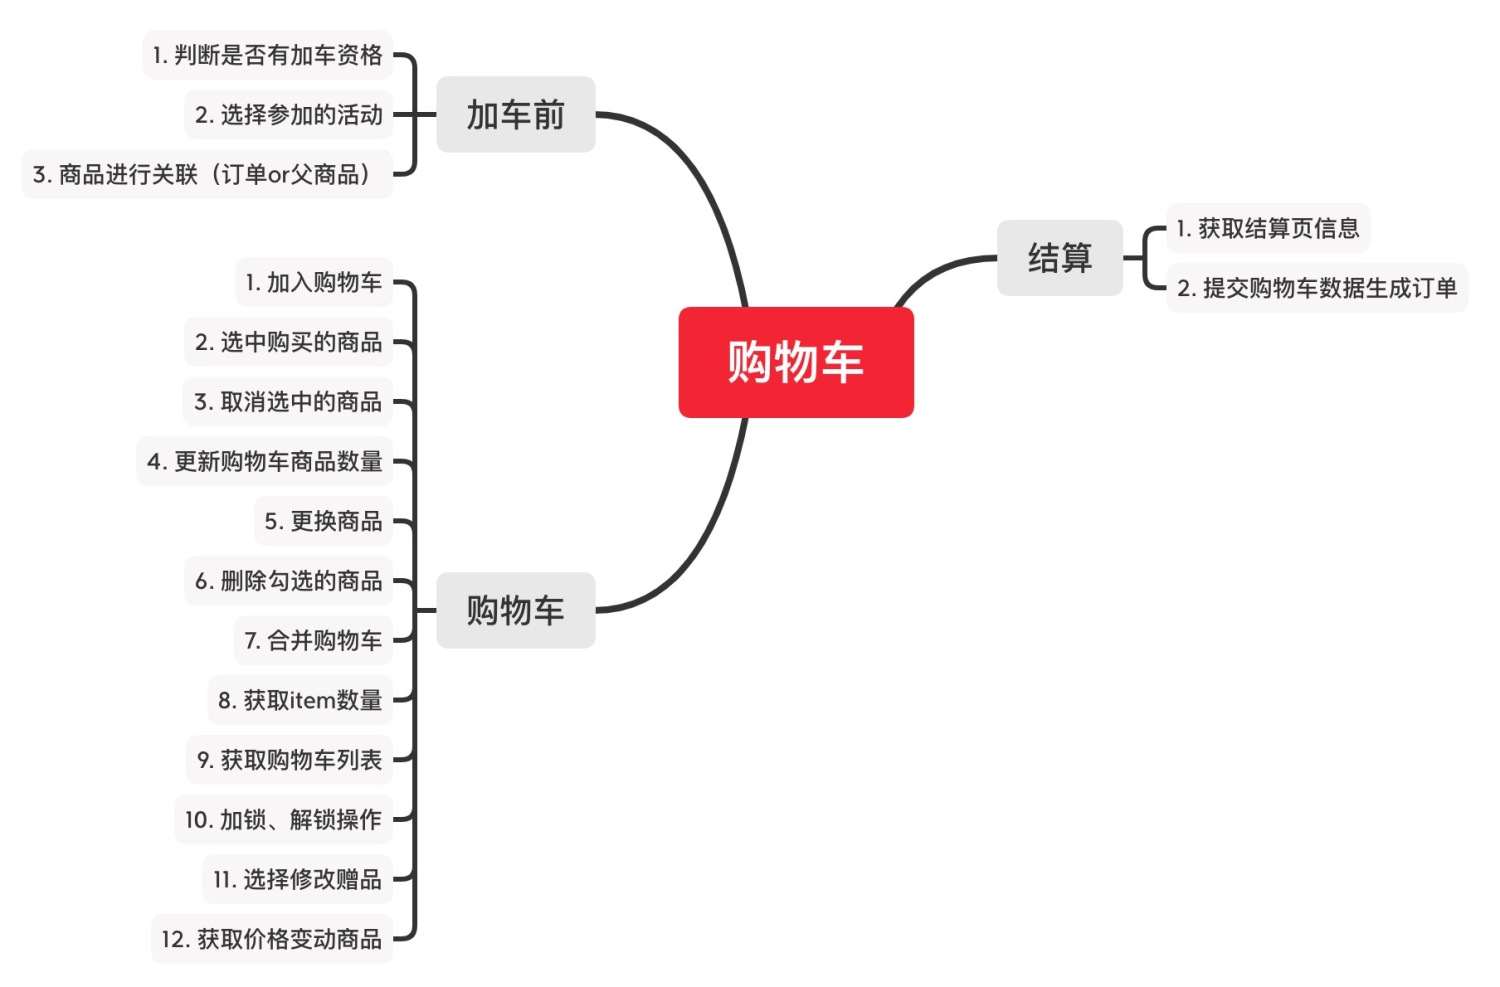 1. 判断是否有加车资格
2. 选择参加的活动
3. 商品进行关联（订单or父商品）
加车前
1. 加入购物车
2. 选中购买的商品
3. 取消选中的商品
4. 更新购物车商品数量
5. 更换商品
6. 删除勾选的商品
7. 合并购物车
8. 获取item数量
9. 获取购物车列表
10. 加锁、解锁操作
11. 选择修改赠品
12. 获取价格变动商品
购物车
购物车
结算
1. 获取结算页信息
2. 提交购物车数据生成订单